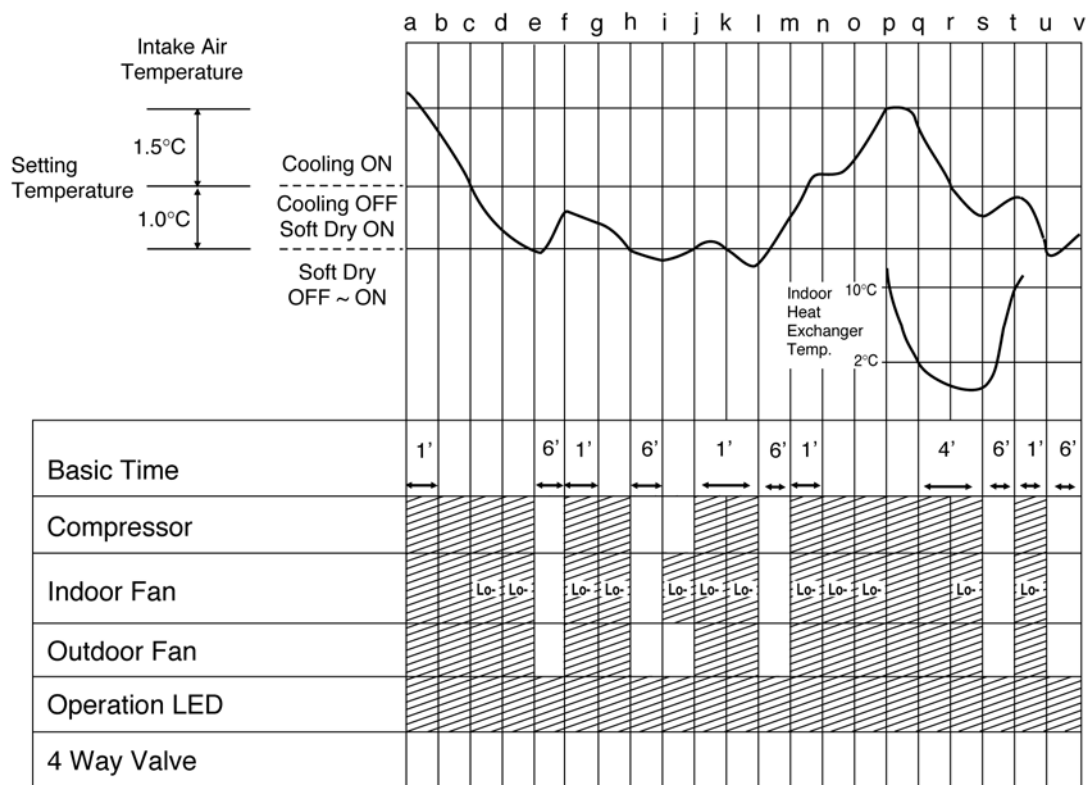 a b c d e f g h i j k l m n o p q r s t u v
Intake Air
Temperature
1.5°C
Setting
Temperature
1.0°C
Cooling ON
Cooling OFF
Soft Dry ON
Soft Dry
OFF ~ ON
Indoor
Heat
Exchanger
Temp.
10°C
2°C
Basic Time 1’ 6’ 1’ 6’ 1’ 6’ 1’ 4’ 6’ 1’ 6’
Compressor
Indoor Fan Lo- Lo- Lo- Lo- Lo- Lo- Lo- Lo- Lo- Lo- Lo- Lo-
Outdoor Fan
Operation LED
4 Way Valve